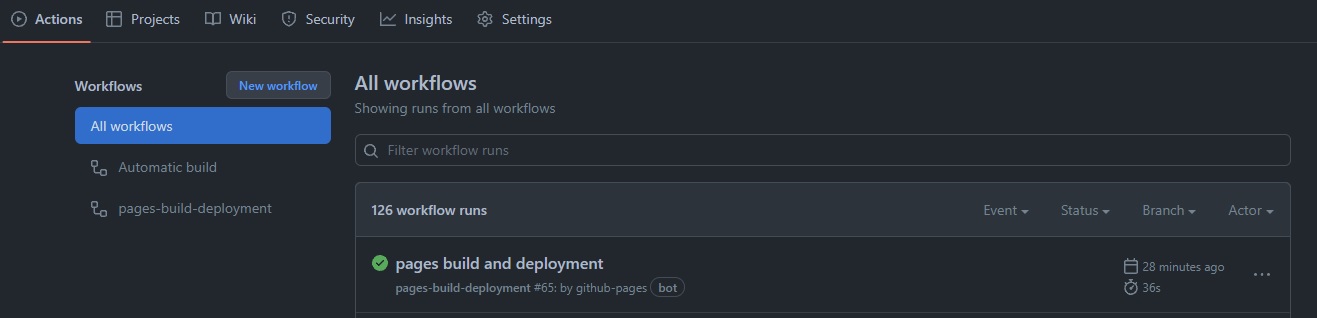 Actions Projects Wiki Security Insights Settings
Workflows New workflow
All workflows
Automatic build
pages-build-deployment
All workflows
Showing runs from all workflows
Filter workflow runs
126 workflow runs Event Status Branch Actor
pages build and deployment 28 minutes ago
pages-build-deployment #65: by github-pages bot 36s